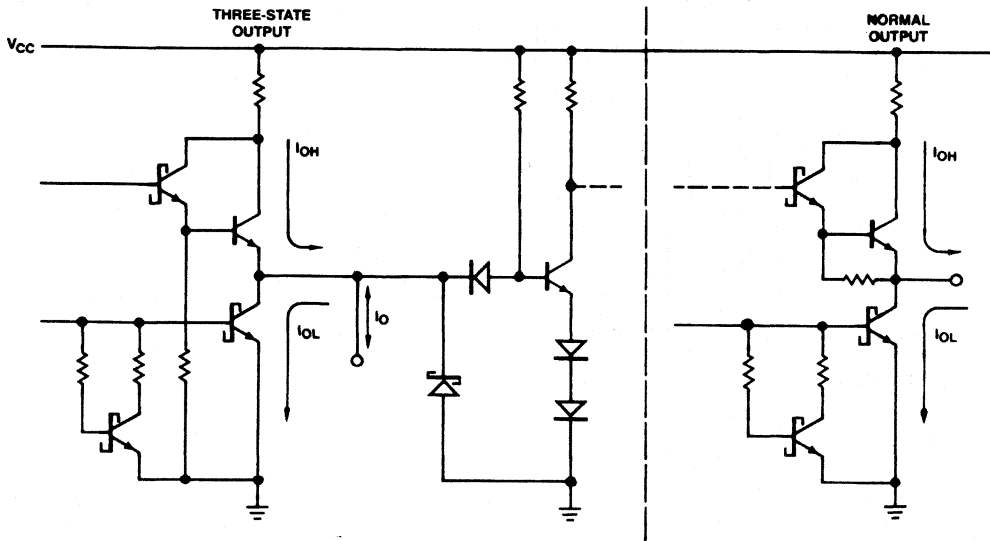 THREE-STATE
OUTPUT
NORMAL
OUTPUT
VCC
IOH
IOH
IO
IOL
IOL